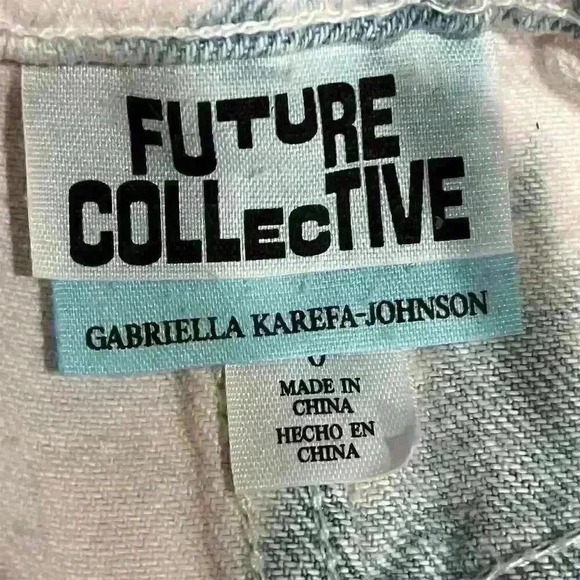 FUTURE
COLLECTIVE
GABRIELLA KAREFA-JOHNSON
MADE IN
CHINA
HECHO EN
CHINA